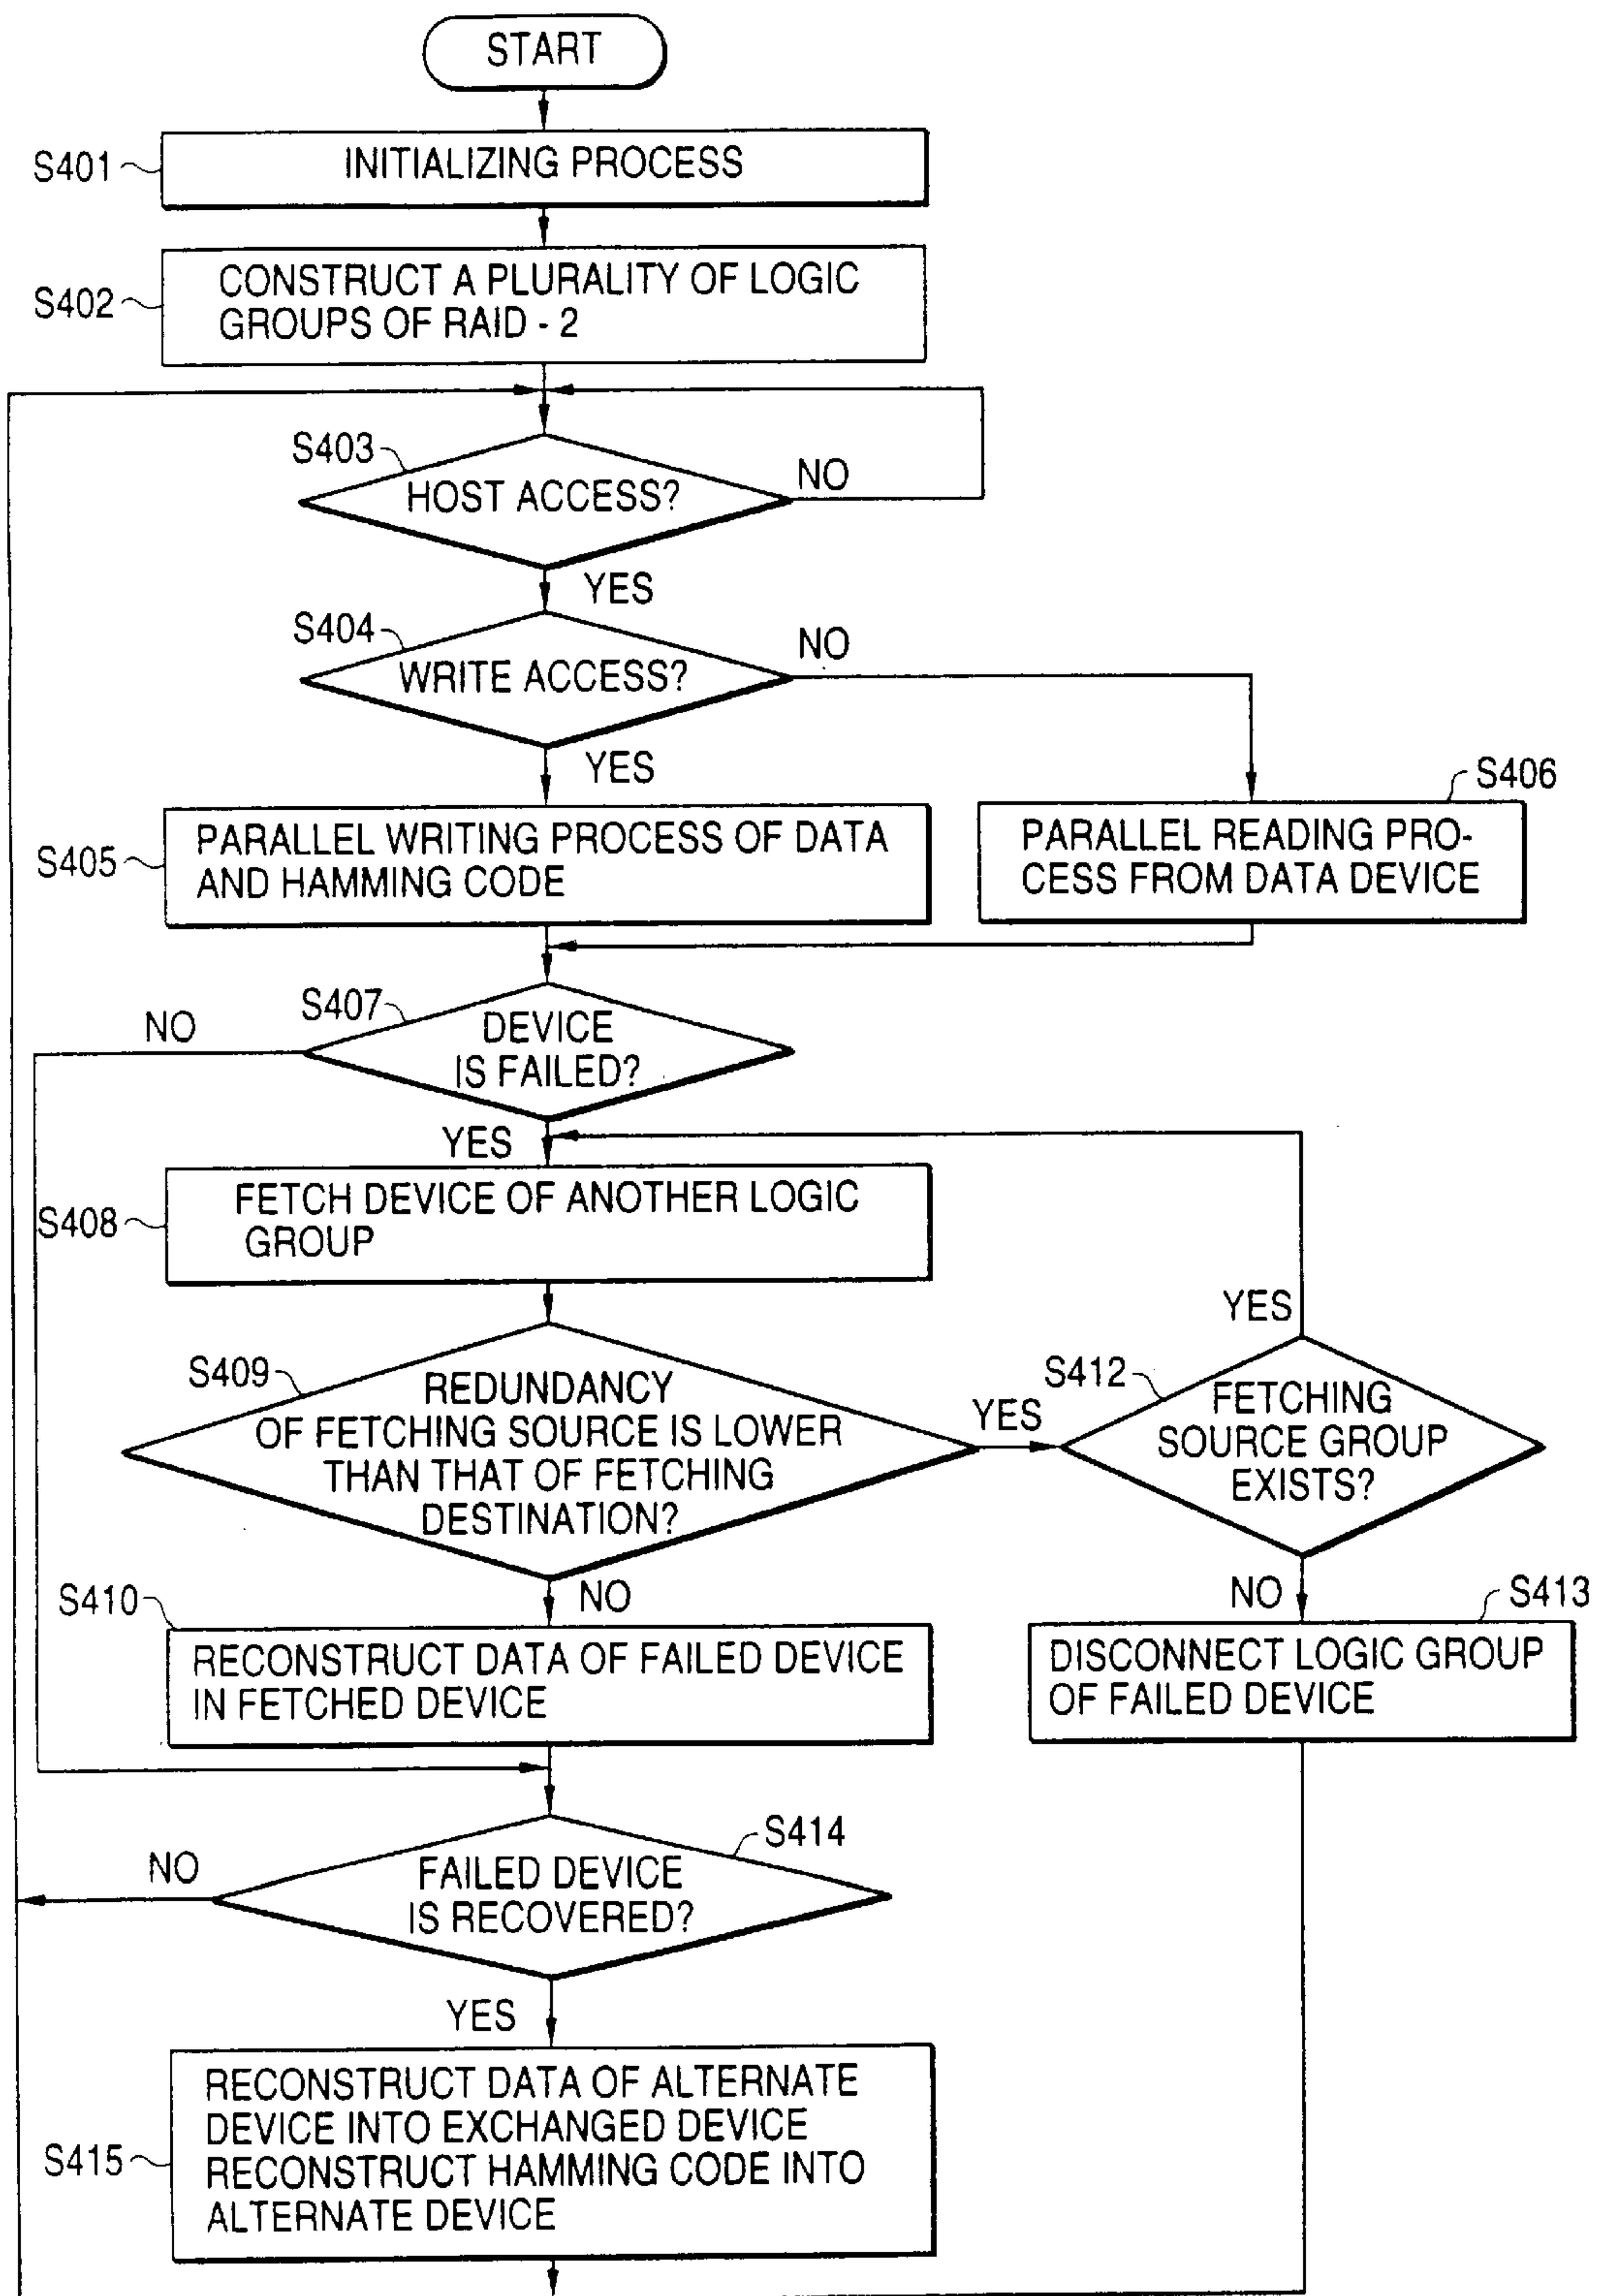 START
S401
INITIALIZING PROCESS
S402
CONSTRUCT A PLURALITY OF LOGIC
GROUPS OF RAID - 2
S403
HOST ACCESS?
NO
YES
S404
WRITE ACCESS?
NO
YES
S405
PARALLEL WRITING PROCESS OF DATA
AND HAMMING CODE
S406
PARALLEL READING PRO-
CESS FROM DATA DEVICE
S407
DEVICE
IS FAILED?
NO
YES
S408
FETCH DEVICE OF ANOTHER LOGIC
GROUP
S409
REDUNDANCY
OF FETCHING SOURCE IS LOWER
THAN THAT OF FETCHING
DESTINATION?
YES
NO
S412
FETCHING
SOURCE GROUP
EXISTS?
YES
NO
S410
RECONSTRUCT DATA OF FAILED DEVICE
IN FETCHED DEVICE
S413
DISCONNECT LOGIC GROUP
OF FAILED DEVICE
S414
FAILED DEVICE
IS RECOVERED?
NO
YES
S415
RECONSTRUCT DATA OF ALTERNATE
DEVICE INTO EXCHANGED DEVICE
RECONSTRUCT HAMMING CODE INTO
ALTERNATE DEVICE